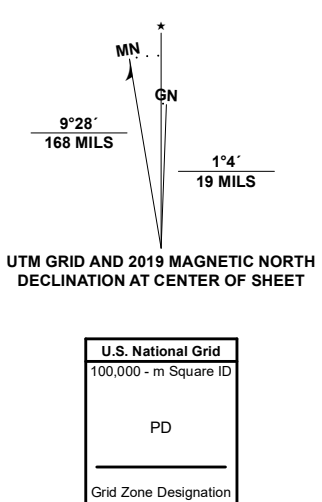 ★
MN
GN
9°28´
168 MILS
1°4´
19 MILS
UTM GRID AND 2019 MAGNETIC NORTH
DECLINATION AT CENTER OF SHEET
U.S. National Grid
100,000 - m Square ID
PD
Grid Zone Designation